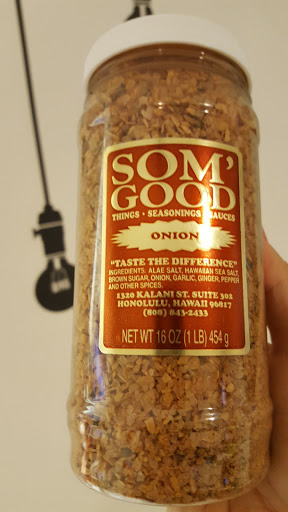 SOM'
GOOD
THINGS • SEASONINGS • SAUCES
ONION
"TASTE THE DIFFERENCE"
INGREDIENTS: ALAE SALT, HAWAIIAN SEA SALT,
BROWN SUGAR, ONION, GARLIC, GINGER, PEPPER
AND OTHER SPICES.
1320 KALANI ST. SUITE 302
HONOLULU, HAWAII 96817
(808) 843-2433
NET WT 16 OZ (1 LB) 454 g